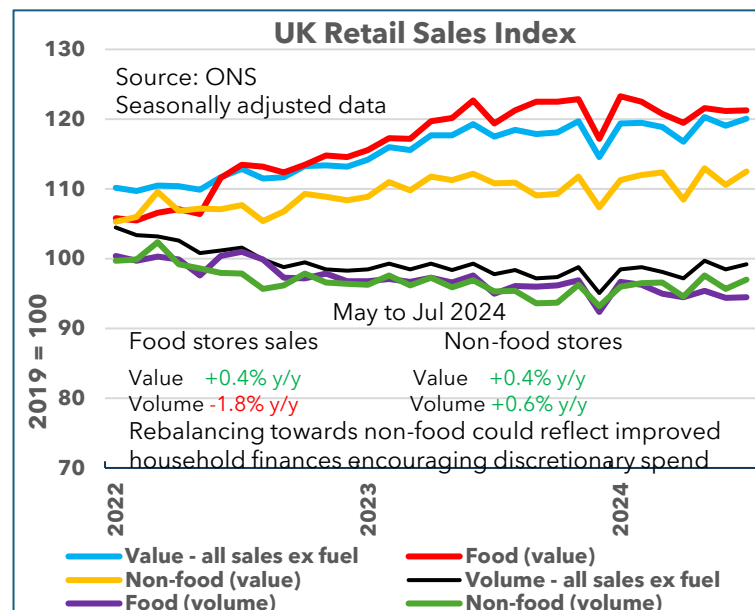 UK Retail Sales Index
Source: ONS
Seasonally adjusted data
130
120
110
100
90
80
70
2019 = 100
May to Jul 2024
Food stores sales Non-food stores
Value +0.4% y/y Value +0.4% y/y
Volume -1.8% y/y Volume +0.6% y/y
Rebalancing towards non-food could reflect improved
household finances encouraging discretionary spend
2022 2023 2024
Value - all sales ex fuel Food (value)
Non-food (value) Volume - all sales ex fuel
Food (volume) Non-food (volume)